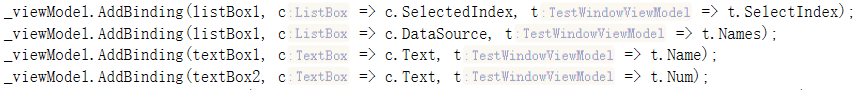 _viewModel.AddBinding(listBox1, c:ListBox => c.SelectedIndex, t:TestWindowViewModel => t.SelectIndex);
_viewModel.AddBinding(listBox1, c:ListBox => c.DataSource, t:TestWindowViewModel => t.Names);
_viewModel.AddBinding(textBox1, c:TextBox => c.Text, t:TestWindowViewModel => t.Name);
_viewModel.AddBinding(textBox2, c:TextBox => c.Text, t:TestWindowViewModel => t.Num);